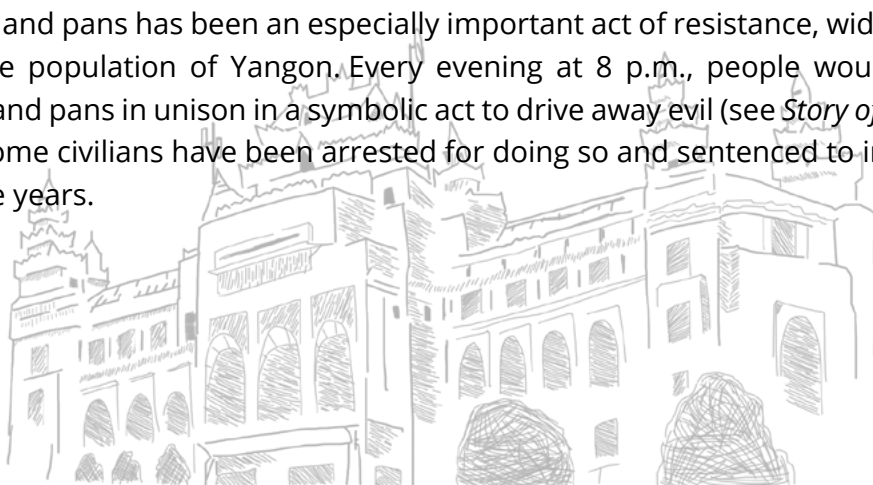 and pans has been an especially important act of resistance, wid
e population of Yangon. Every evening at 8 p.m., people wou
and pans in unison in a symbolic act to drive away evil (see Story of
ome civilians have been arrested for doing so and sentenced to i
e years.